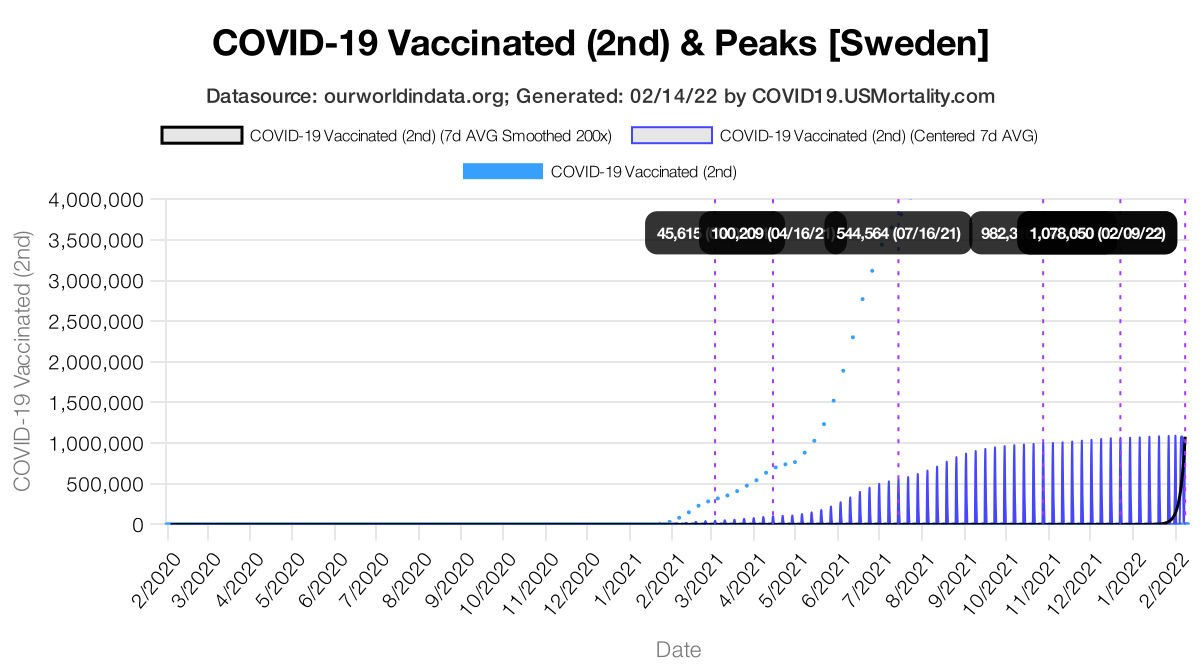 COVID-19 Vaccinated (2nd) & Peaks [Sweden]
Datasource: ourworldindata.org; Generated: 02/14/22 by COVID19.USMortality.com
COVID-19 Vaccinated (2nd) (7d AVG Smoothed 200x) COVID-19 Vaccinated (2nd) (Centered 7d AVG)
COVID-19 Vaccinated (2nd)
4,000,000
45,615 100,209 (04/16/21) 544,564 (07/16/21) 982,3 1,078,050 (02/09/22)
3,500,000
3,000,000
2,500,000
2,000,000
1,500,000
1,000,000
500,000
0
COVID-19 Vaccinated (2nd)
2/2020 3/2020 4/2020 5/2020 6/2020 7/2020 8/2020 9/2020 10/2020 11/2020 12/2020 1/2021 2/2021 3/2021 4/2021 5/2021 6/2021 7/2021 8/2021 9/2021 10/2021 11/2021 12/2021 1/2022 2/2022
Date